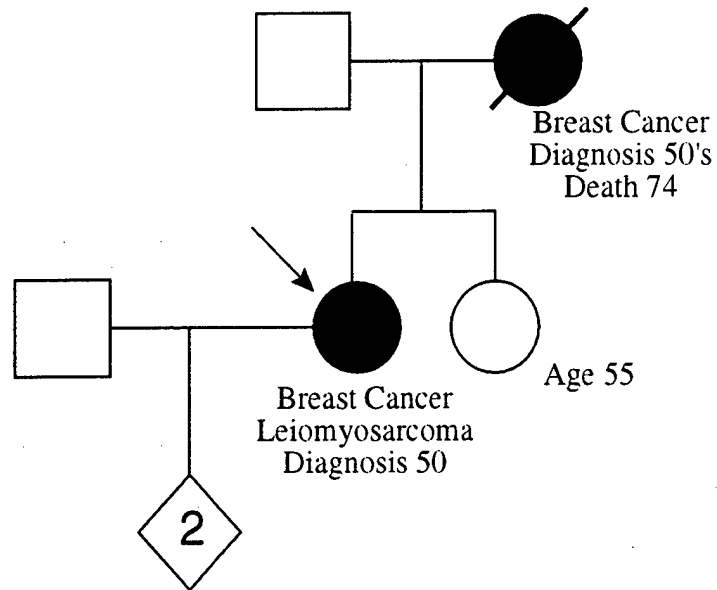 Breast Cancer
Diagnosis 50's
Death 74
Age 55
Breast Cancer
Leiomyosarcoma
Diagnosis 50
2